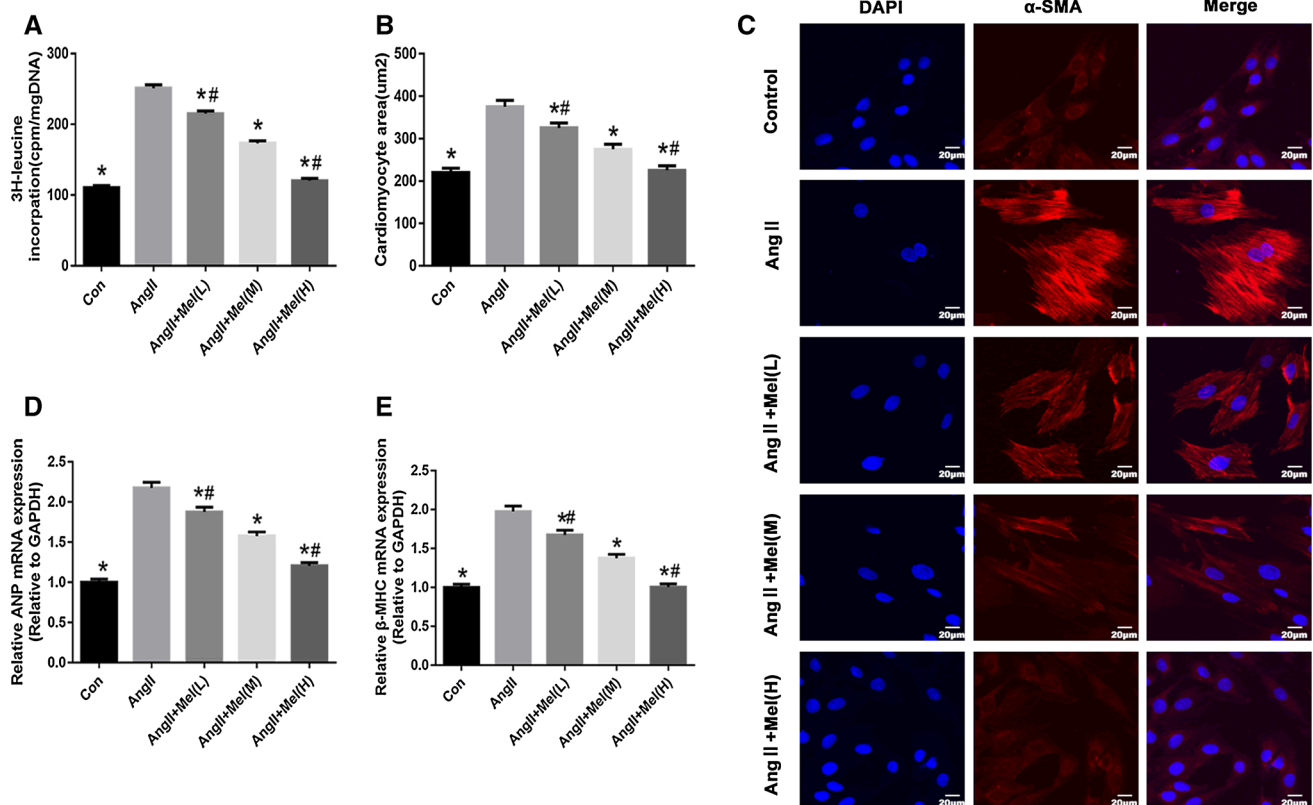 A
3H-leucine
incorpation(cpm/mgDNA)
300
200
100
0
*
*#
*
*#
Con
AngII
AngII+Mel(L)
AngII+Mel(M)
AngII+Mel(H)
B
Cardiomyocyte area(um2)
500
400
300
200
100
0
*
*#
*
*#
Con
AngII
AngII+Mel(L)
AngII+Mel(M)
AngII+Mel(H)
C
DAPI
α-SMA
Merge
Control
20μm
20μm
20μm
Ang II
20μm
20μm
20μm
Ang II +Mel(L)
20μm
20μm
20μm
Ang II +Mel(M)
20μm
20μm
20μm
Ang II +Mel(H)
20μm
20μm
20μm
D
Relative ANP mRNA expression
(Relative to GAPDH)
2.5
2.0
1.5
1.0
0.5
0.0
*
*#
*
*#
Con
AngII
AngII+Mel(L)
AngII+Mel(M)
AngII+Mel(H)
E
Relative β-MHC mRNA expression
(Relative to GAPDH)
2.5
2.0
1.5
1.0
0.5
0.0
*
*#
*
*#
Con
AngII
AngII+Mel(L)
AngII+Mel(M)
AngII+Mel(H)